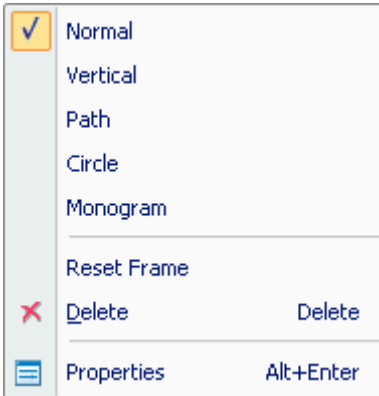 Normal
Vertical
Path
Circle
Monogram
Reset Frame
Delete Delete
Properties Alt+Enter